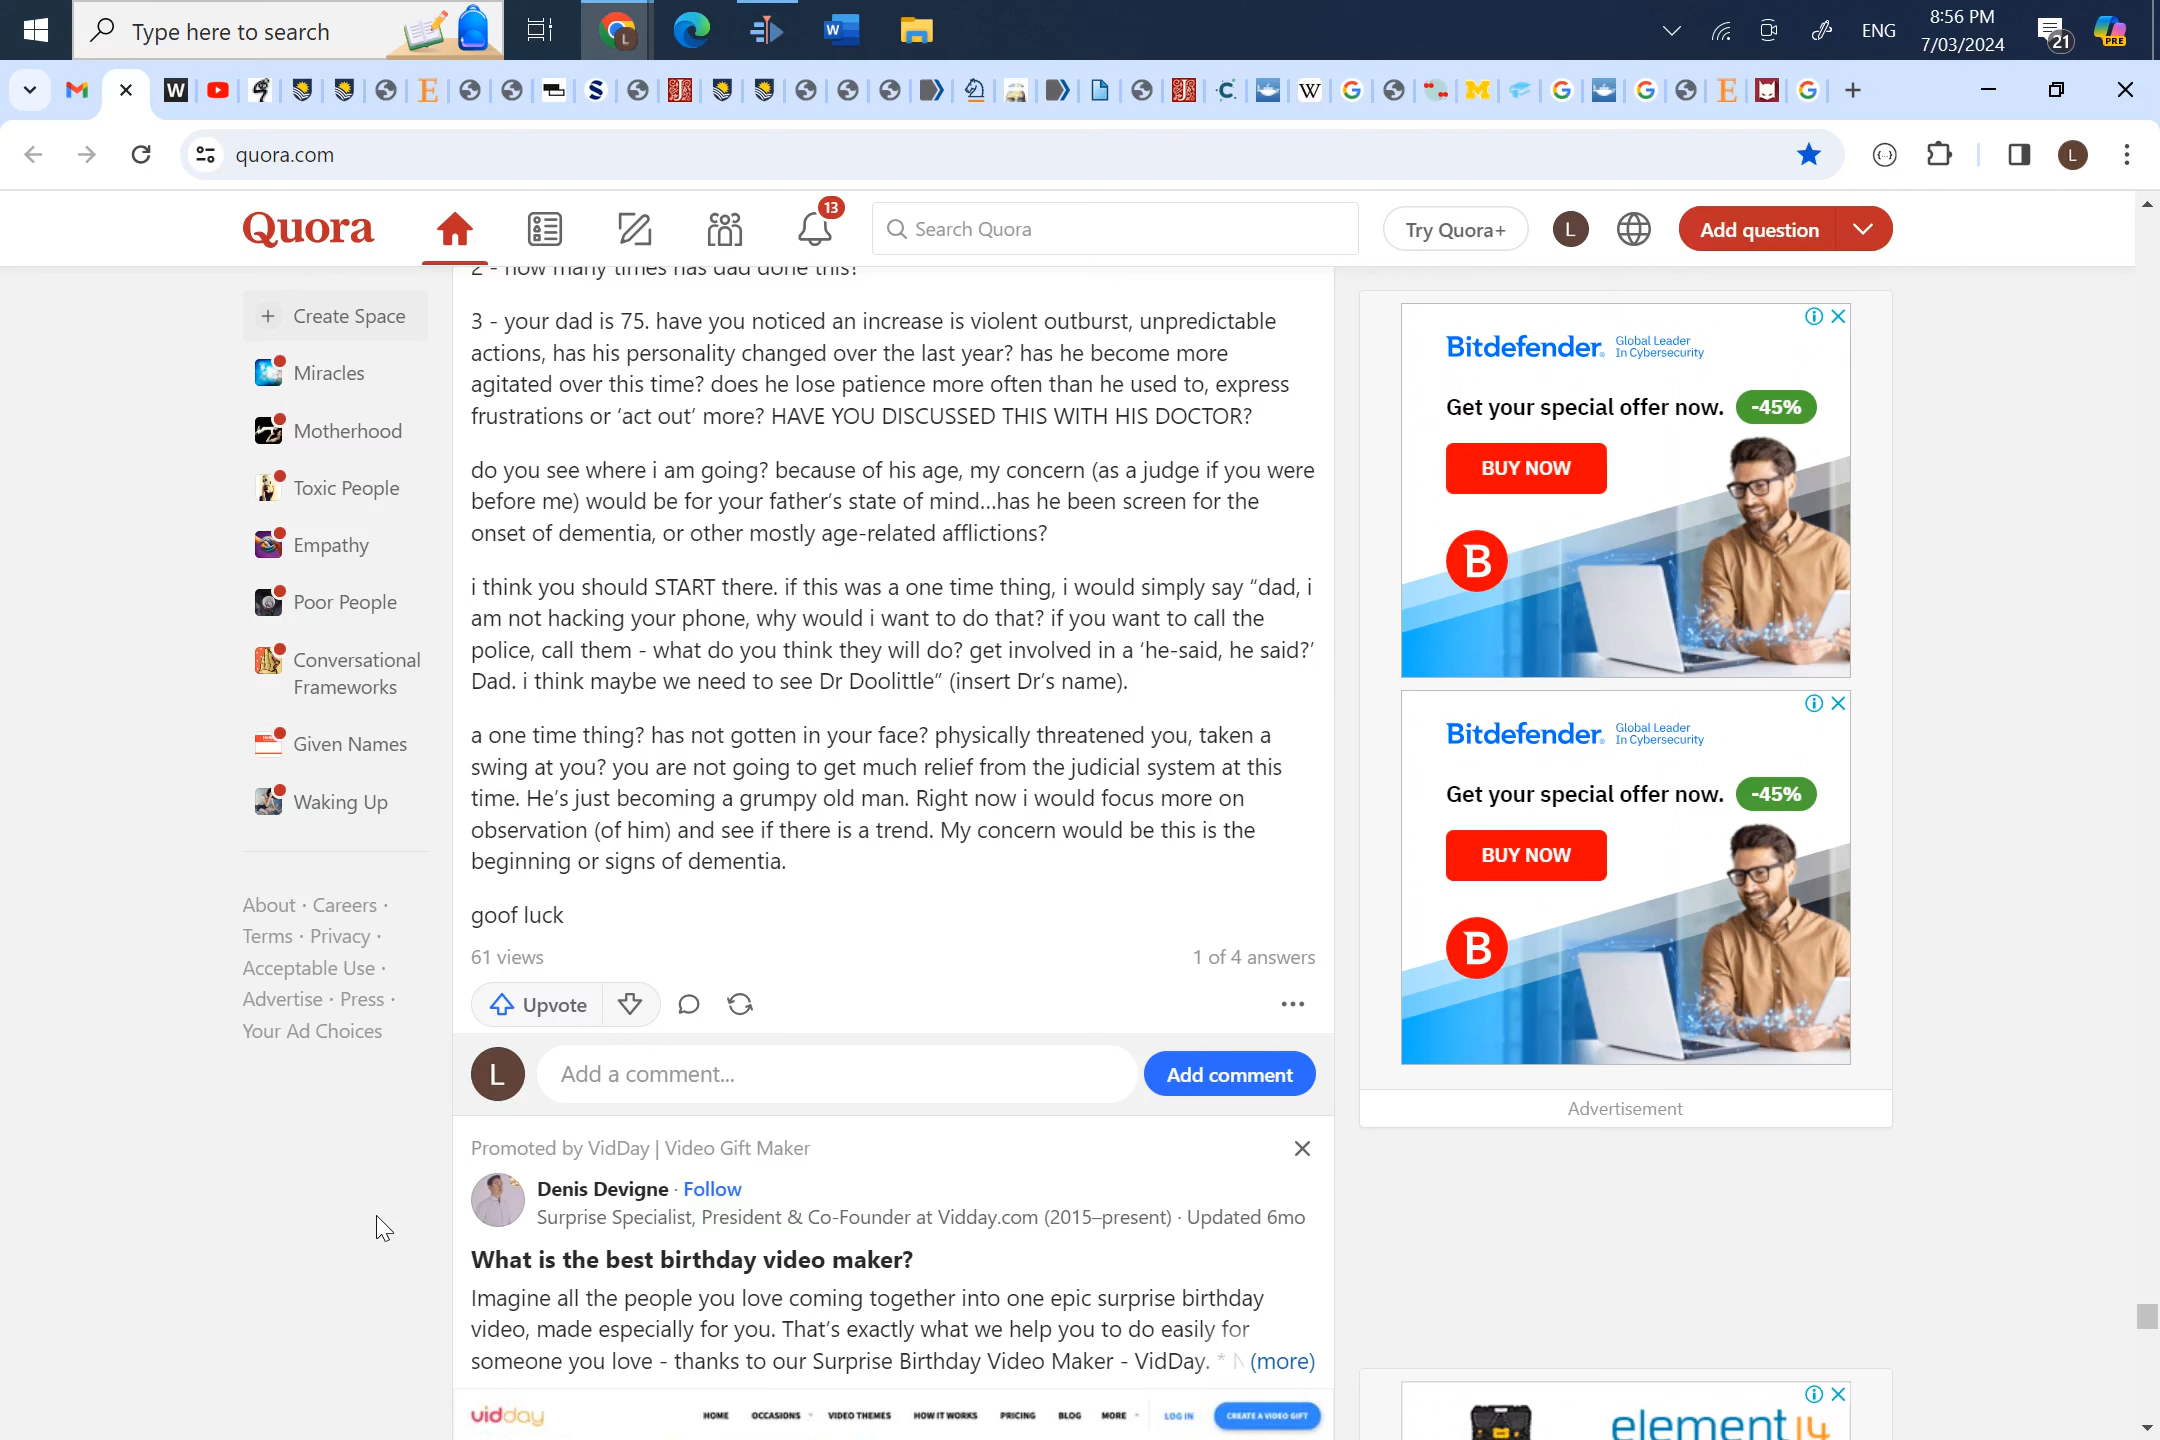 Type here to search
ENG
8:56 PM
7/03/2024
21
PRE
quora.com
L
Quora
13
Search Quora
Try Quora+
L
Add question
Create Space
Miracles
Motherhood
Toxic People
Empathy
Poor People
Conversational
Frameworks
Given Names
Waking Up
About · Careers ·
Terms · Privacy ·
Acceptable Use ·
Advertise · Press ·
Your Ad Choices
2 - how many times has dad done this?
3 - your dad is 75. have you noticed an increase is violent outburst, unpredictable
actions, has his personality changed over the last year? has he become more
agitated over this time? does he lose patience more often than he used to, express
frustrations or ‘act out’ more? HAVE YOU DISCUSSED THIS WITH HIS DOCTOR?
do you see where i am going? because of his age, my concern (as a judge if you were
before me) would be for your father’s state of mind...has he been screen for the
onset of dementia, or other mostly age-related afflictions?
i think you should START there. if this was a one time thing, i would simply say “dad, i
am not hacking your phone, why would i want to do that? if you want to call the
police, call them - what do you think they will do? get involved in a ‘he-said, he said?’
Dad. i think maybe we need to see Dr Doolittle” (insert Dr’s name).
a one time thing? has not gotten in your face? physically threatened you, taken a
swing at you? you are not going to get much relief from the judicial system at this
time. He’s just becoming a grumpy old man. Right now i would focus more on
observation (of him) and see if there is a trend. My concern would be this is the
beginning or signs of dementia.
goof luck
61 views
1 of 4 answers
Upvote
L
Add a comment...
Add comment
Promoted by VidDay | Video Gift Maker
Denis Devigne · Follow
Surprise Specialist, President & Co-Founder at Vidday.com (2015–present) · Updated 6mo
What is the best birthday video maker?
Imagine all the people you love coming together into one epic surprise birthday
video, made especially for you. That’s exactly what we help you to do easily for
someone you love - thanks to our Surprise Birthday Video Maker - VidDay. * N (more)
vidday
HOME
OCCASIONS
VIDEO THEMES
HOW IT WORKS
PRICING
BLOG
MORE
LOG IN
CREATE A VIDEO GIFT
Bitdefender
Global Leader
In Cybersecurity
Get your special offer now. -45%
BUY NOW
B
Bitdefender
Global Leader
In Cybersecurity
Get your special offer now. -45%
BUY NOW
B
Advertisement
element14